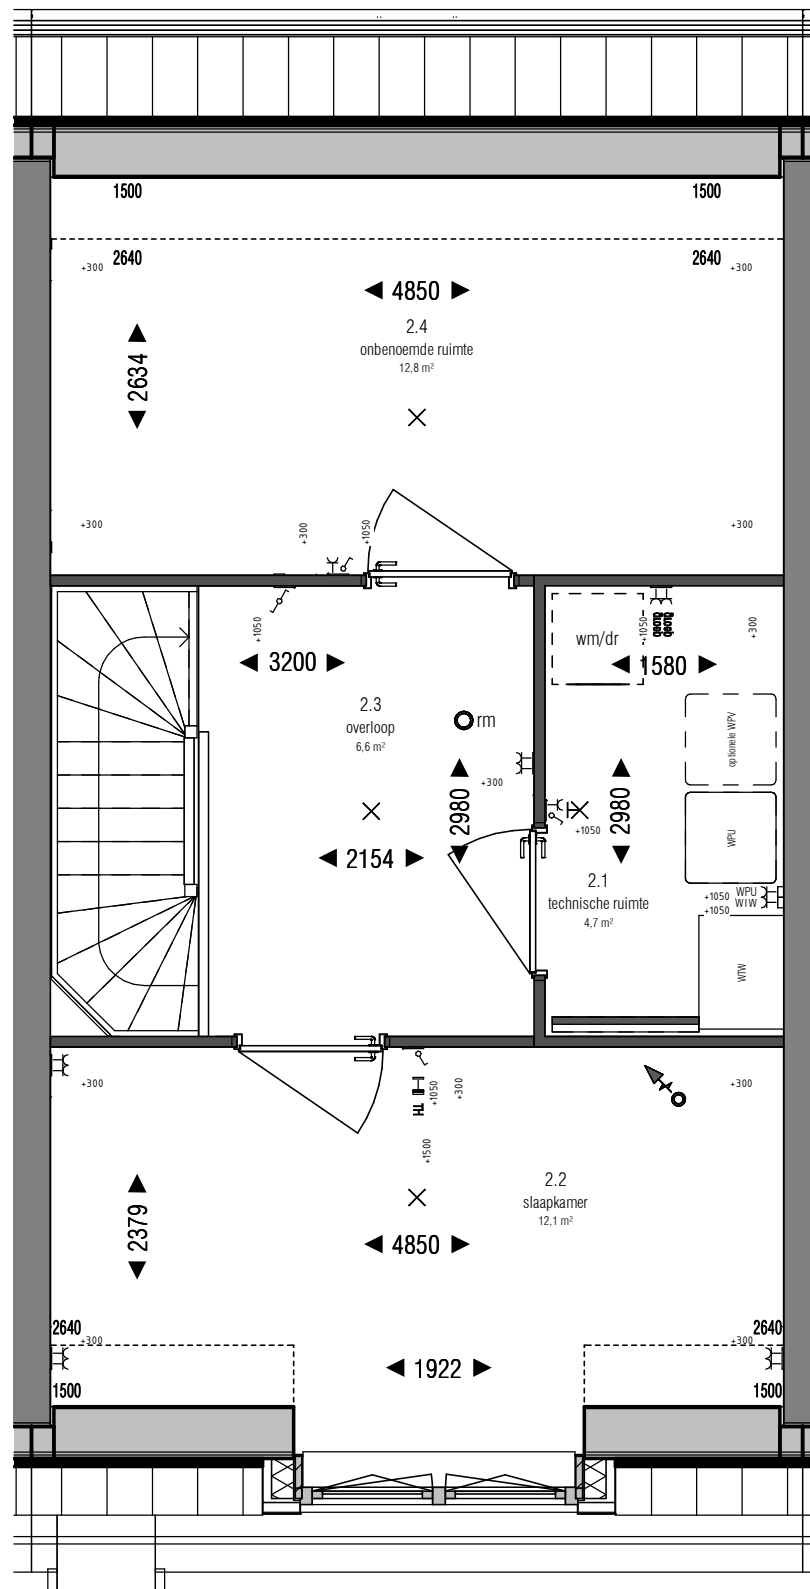 1500 1500
2640 2640
+300 +300
4850
2.4
onbenoemde ruimte
12,8 m²
2634
+300 +300 +1050 +300
+1050 +1050 +300
wm/dr
3200 1580
2.3
overloop
6,6 m²
rm
optionele WPV
+300
2980 2980
+1050
WPU
2154
2.1
technische ruimte
4,7 m²
+1050 WPU
WIW
+1050
WTW
+300 +1050 +300 +300
TH
+1500
2.2
slaapkamer
12,1 m²
2379
4850
2640 2640
+300 +300
1922
1500 1500